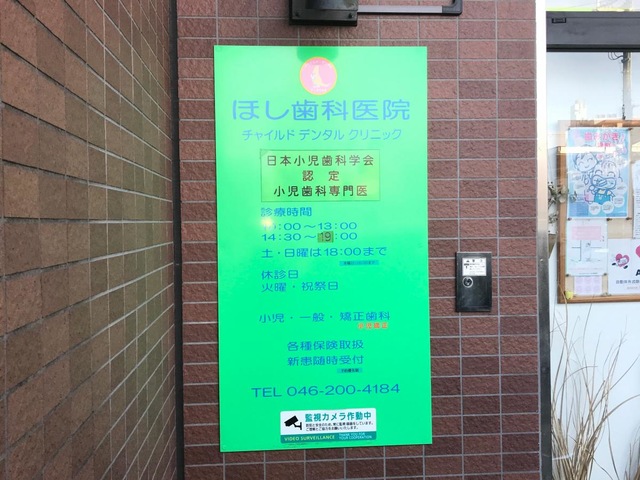 ほし歯科医院
チャイルド デンタル クリニック
日本小児歯科学会
認 定
小児歯科専門医
診療時間
:00～13:00
14:30～19:00
土・日曜は18:00まで
休診日
火曜・祝祭日
小児・一般・矯正歯科
各種保険取扱
新患随時受付
TEL 046-200-4184
監視カメラ作動中
VIDEO SURVEILLANCE